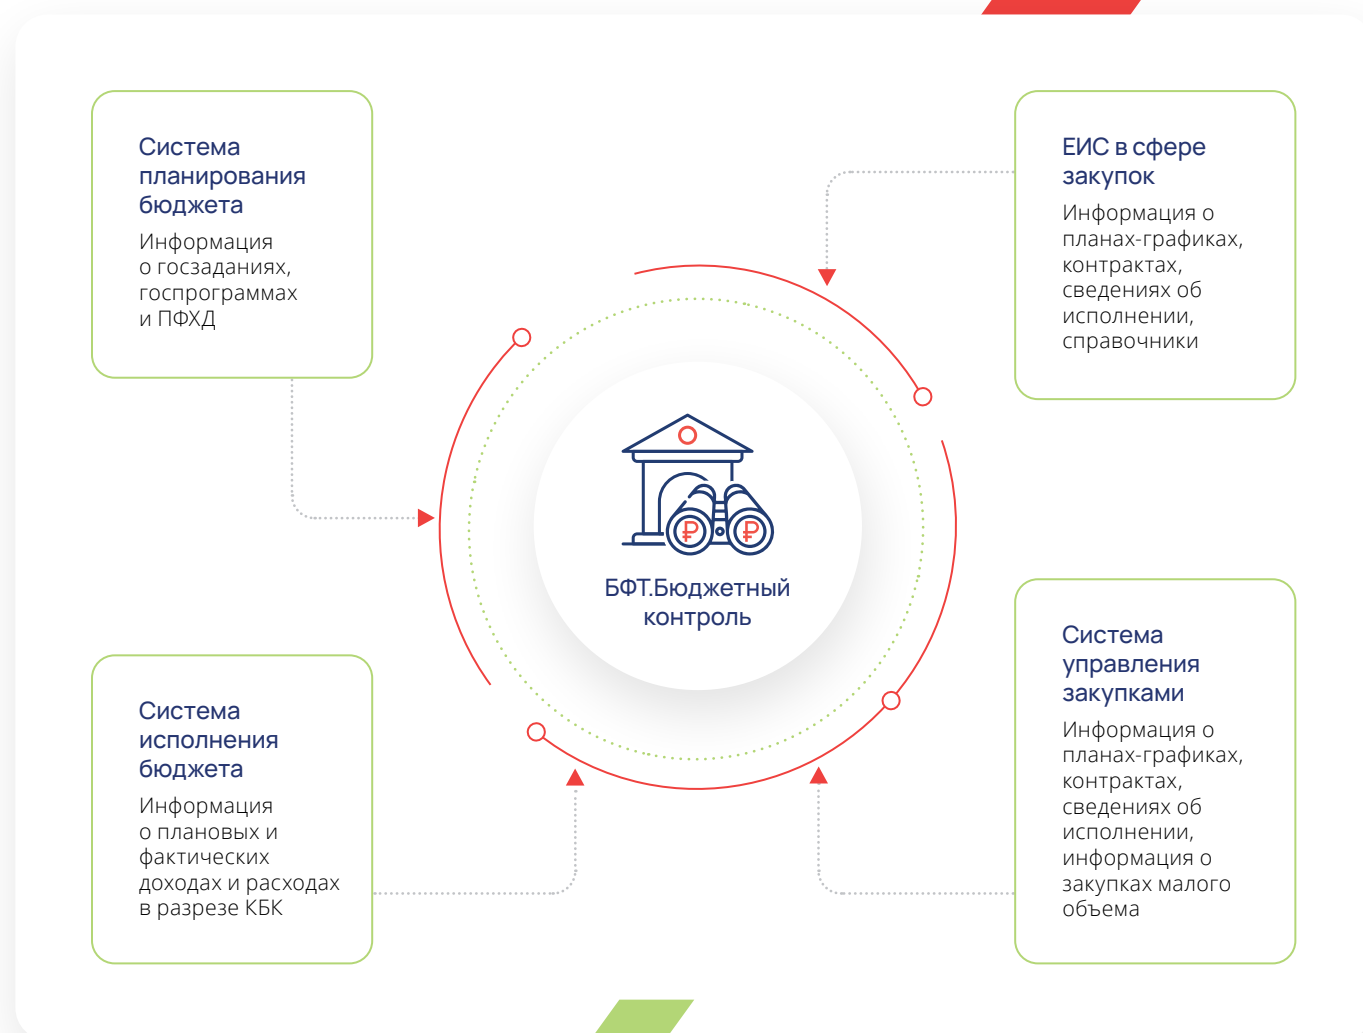 Система
планирования
бюджета
Информация
о госзаданиях,
госпрограммах
и ПФХД
ЕИС в сфере
закупок
Информация о
планах-графиках,
контрактах,
сведениях об
исполнении,
справочники
БФТ.Бюджетный
контроль
Система
исполнения
бюджета
Информация
о плановых и
фактических
доходах и расходах
в разрезе КБК
Система
управления
закупками
Информация о
планах-графиках,
контрактах,
сведениях об
исполнении,
информация о
закупках малого
объема